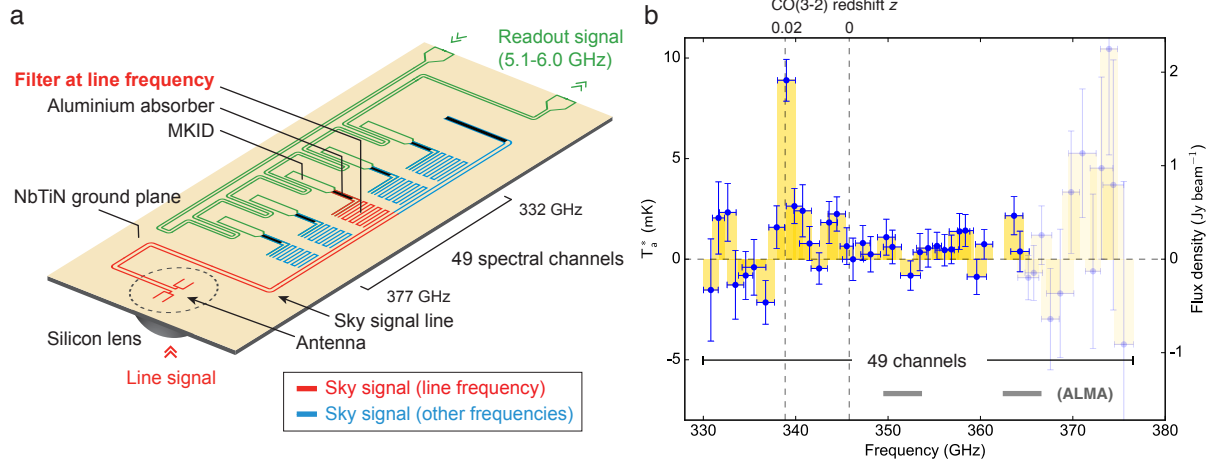 a
Readout signal
(5.1-6.0 GHz)
Filter at line frequency
Aluminium absorber
MKID
NbTiN ground plane
332 GHz
49 spectral channels
377 GHz
Sky signal line
Antenna
Silicon lens
Line signal
Sky signal (line frequency)
Sky signal (other frequencies)
b
CO(3-2) redshift z
0.02 0
10
5
0
−5
T*a (mK)
2
1
0
-1
Flux density (Jy beam−1)
49 channels
(ALMA)
330 340 350 360 370 380
Frequency (GHz)